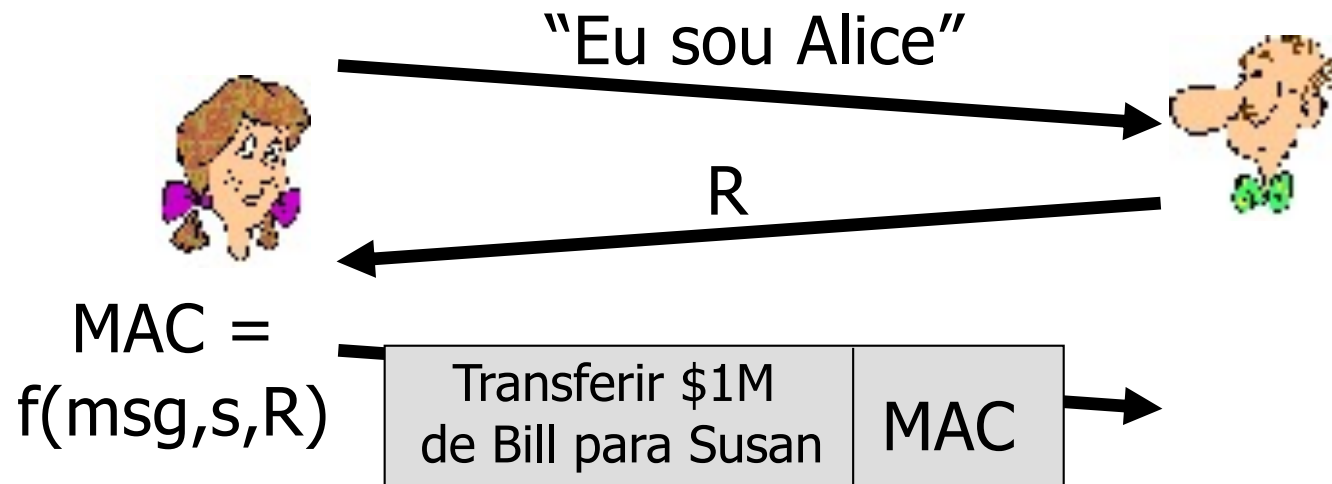 “Eu sou Alice”
R
MAC =
f(msg,s,R)
Transferir $1M
de Bill para Susan
MAC